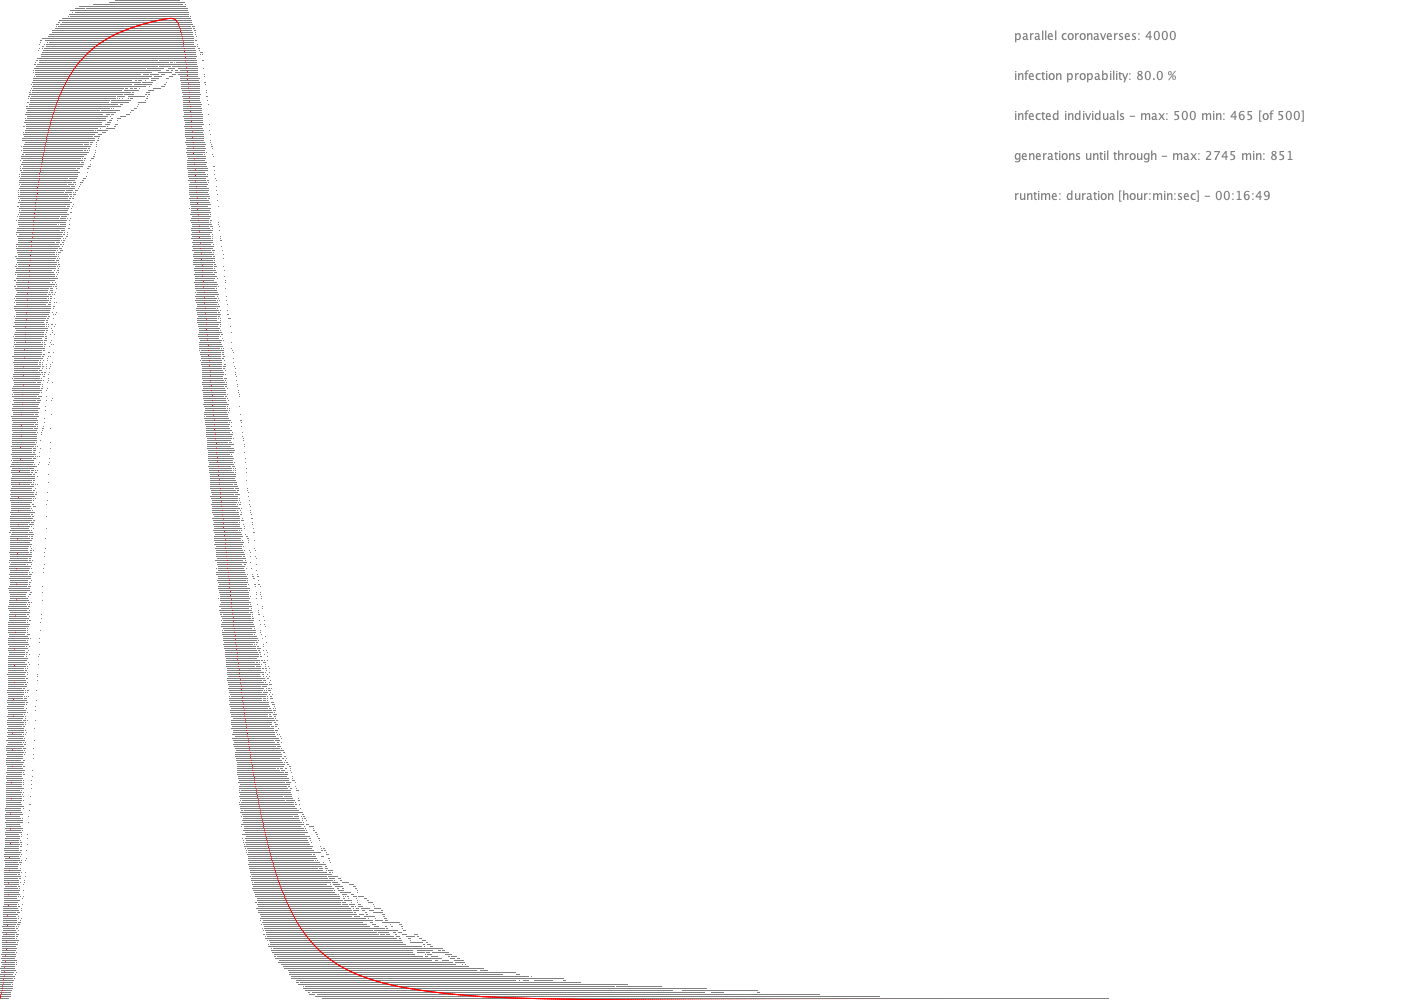 parallel coronaverses: 4000
infection propability: 80.0 %
infected individuals – max: 500 min: 465 [of 500]
generations until through – max: 2745 min: 851
runtime: duration [hour:min:sec] – 00:16:49